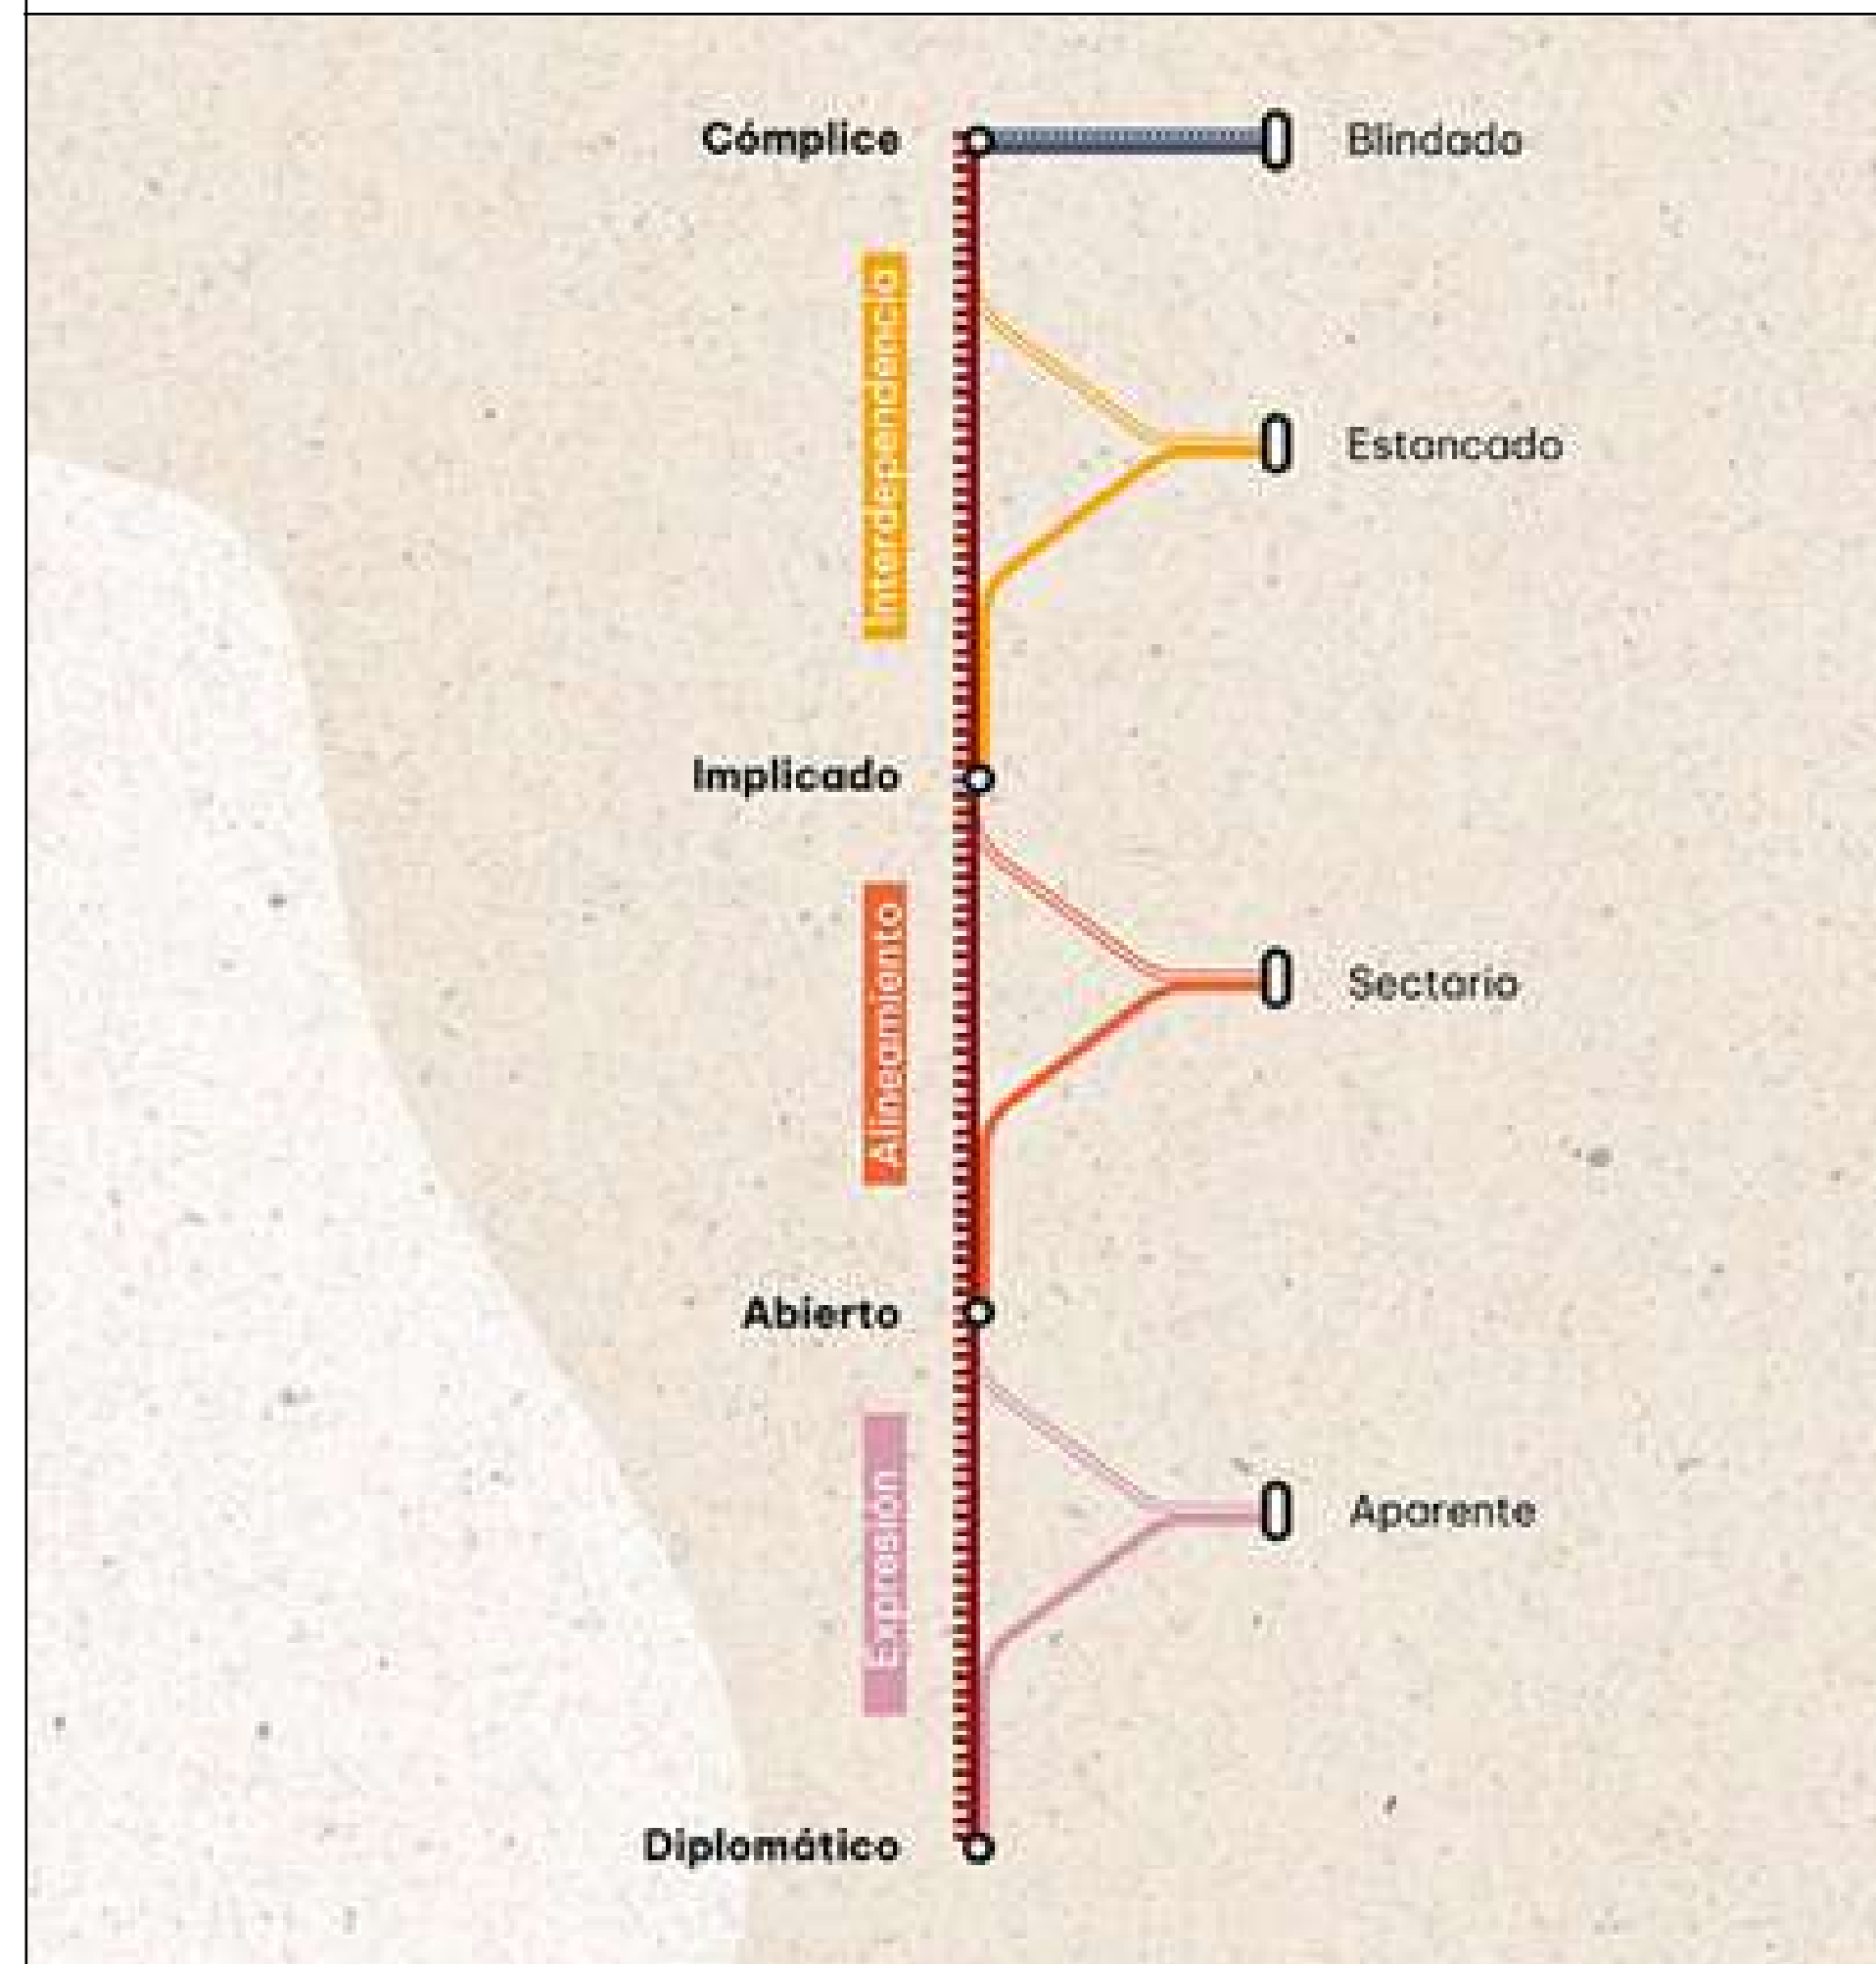 Cómplice
Blindado
Interdependencia
Estancado
Implicado
Alineamiento
Sectario
Abierto
Expresión
Aparente
Diplomático